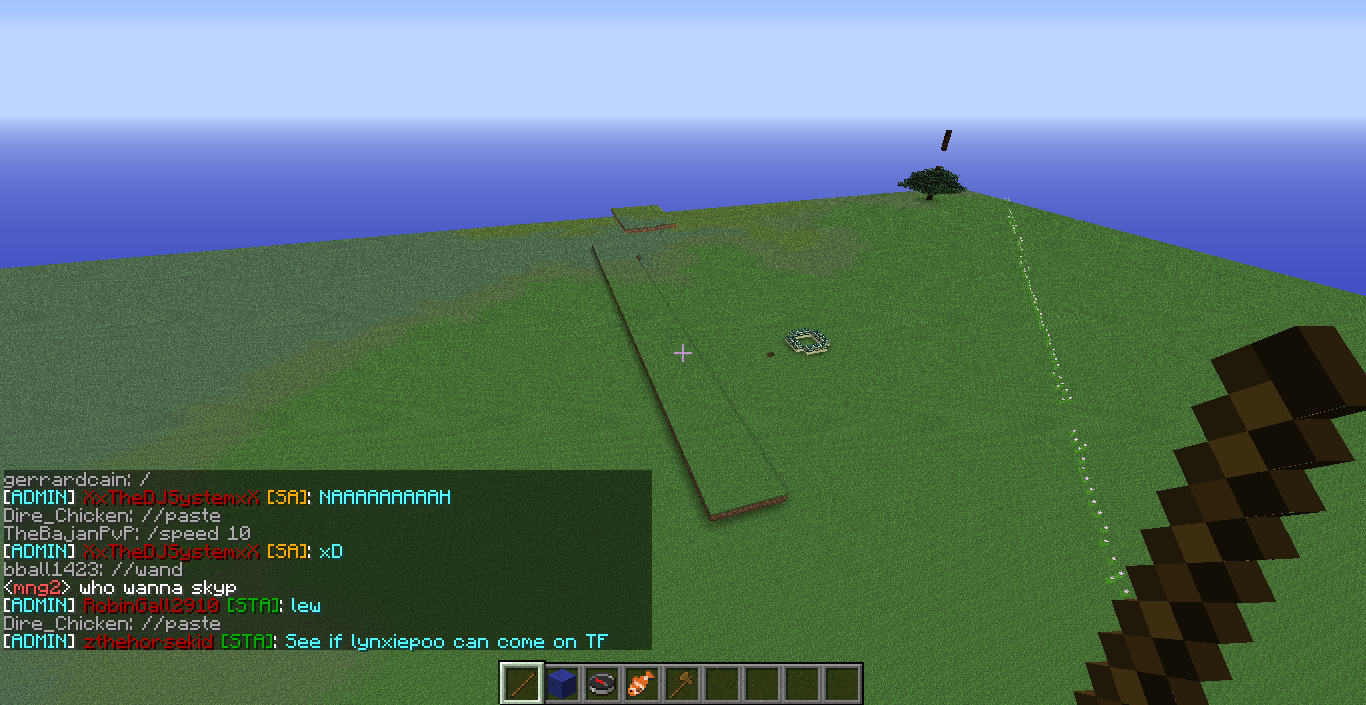 gerrardcain: /
[ADMIN] XxTheDJSystemxX [SA]: NAAAAAAAAAAH
Dire_Chicken: //paste
TheBajanPvP: /speed 10
[ADMIN] XxTheDJSystemxX [SA]: xD
bball1423: //wand
<mng2> who wanna skyp
[ADMIN] RobinGall2910 [STA]: lew
Dire_Chicken: //paste
[ADMIN] zthehorsekid [STA]: See if lynxiepoo can come on TF